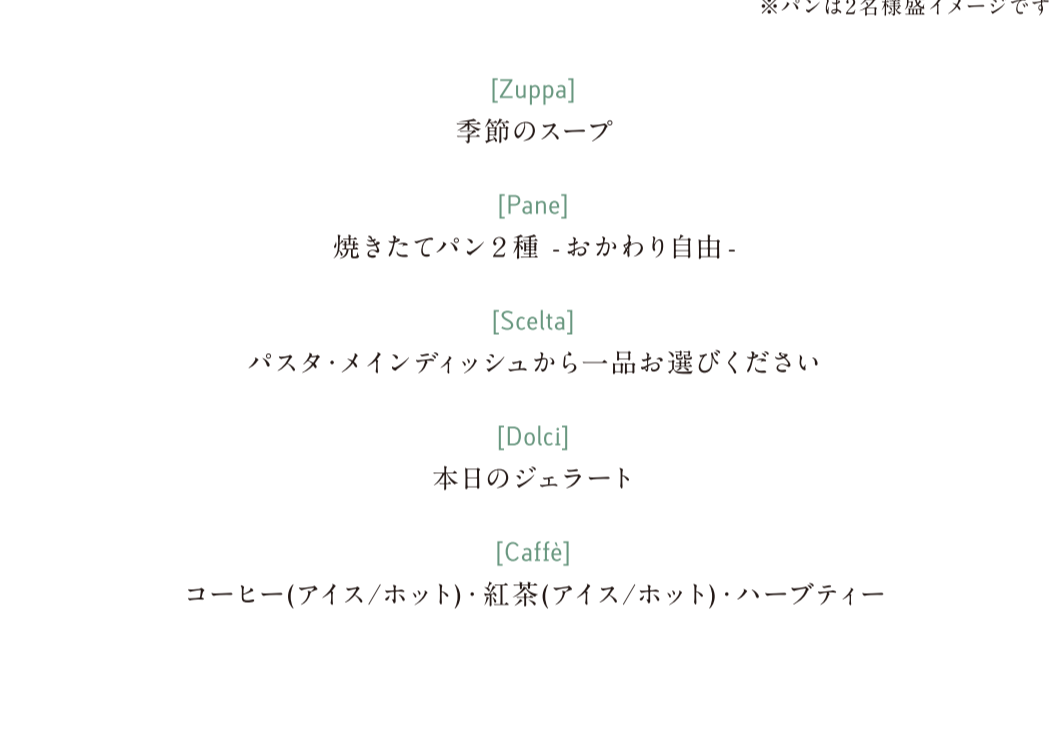 ※パンは2名様盛イメージです
[Zuppa]
季節のスープ
[Pane]
焼きたてパン２種 -おかわり自由-
[Scelta]
パスタ・メインディッシュから一品お選びください
[Dolci]
本日のジェラート
[Caffè]
コーヒー(アイス/ホット)・紅茶(アイス/ホット)・ハーブティー